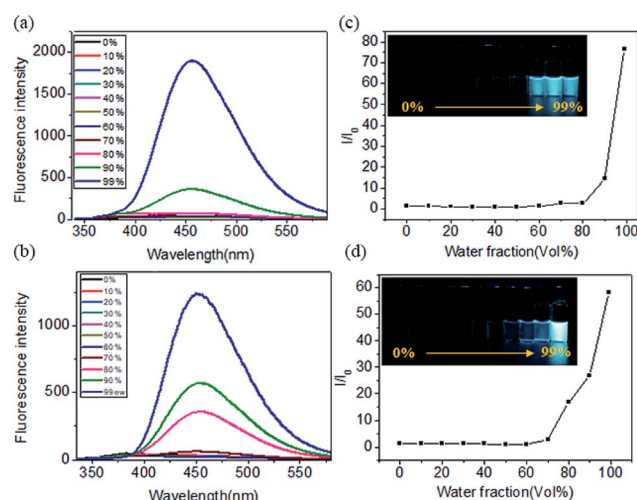 (a)
Fluorescence intensity
2000
1500
1000
500
0
0%
10%
20%
30%
40%
50%
60%
70%
80%
90%
99%
350 400 450 500 550
Wavelength(nm)
(b)
Fluorescence intensity
1000
500
0
0%
10%
20%
30%
40%
50%
60%
70%
80%
90%
99ew
350 400 450 500 550
Wavelength(nm)
(c)
I/I0
80
70
60
50
40
30
20
10
0
0% 99%
0 20 40 60 80 100
Water fraction(Vol%)
(d)
I/I0
60
50
40
30
20
10
0
0% 99%
0 20 40 60 80 100
Water fraction(Vol%)